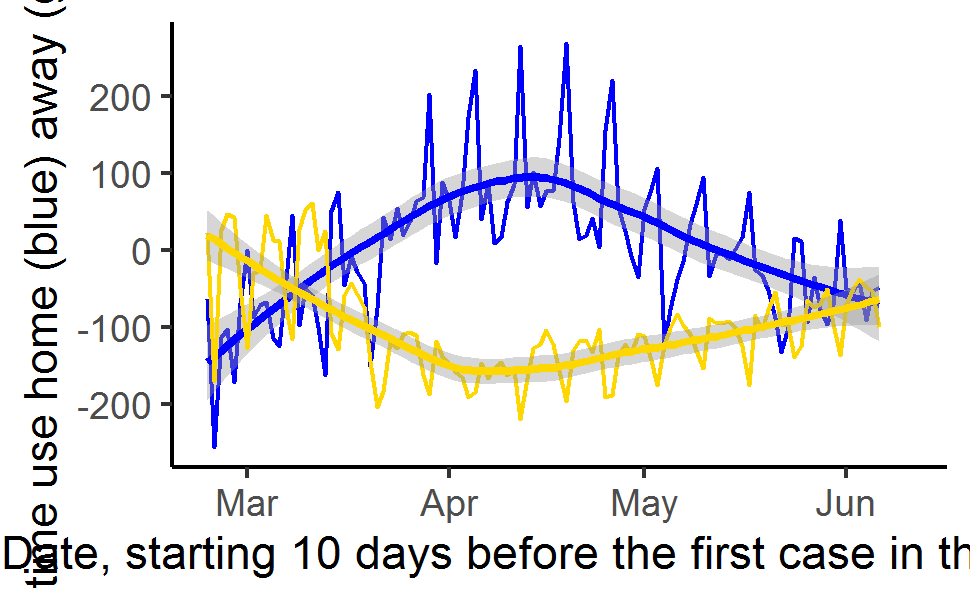 time use home (blue) away (
200
100
0
-100
-200
Mar Apr May Jun
Date, starting 10 days before the first case in th